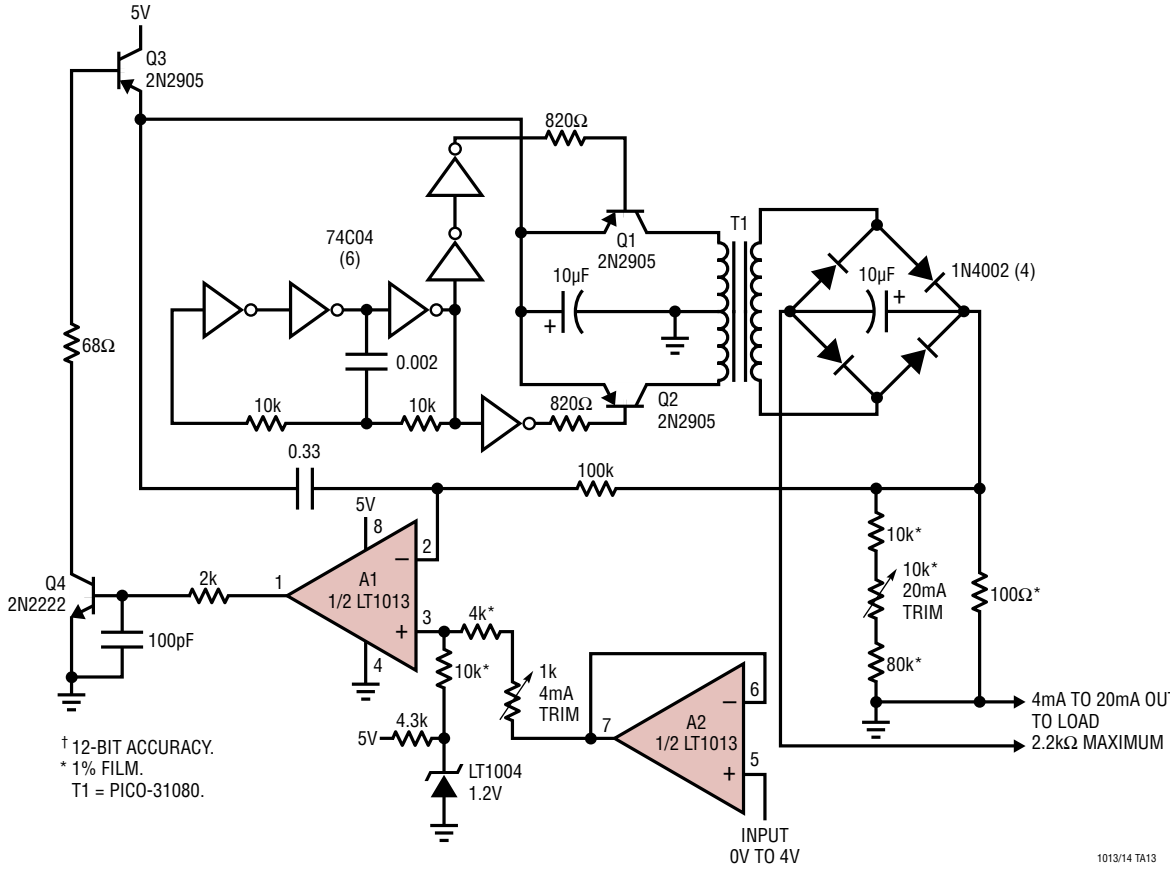 5V
Q3
2N2905
820Ω
T1
Q1
2N2905
74C04
(6)
10µF
+
10µF
+
1N4002 (4)
68Ω
0.002
10k
10k
820Ω
Q2
2N2905
0.33
100k
5V
8
2
–
10k*
A1
1/2 LT1013
1
Q4
2N2222
2k
10k*
20mA
TRIM
100Ω*
3
+
4k*
100pF
4
10k*
1k
4mA
TRIM
80k*
6
–
4mA TO 20mA OUT
TO LOAD
2.2kΩ MAXIMUM
7
A2
1/2 LT1013
5V
4.3k
5
+
LT1004
1.2V
† 12-BIT ACCURACY.
* 1% FILM.
T1 = PICO-31080.
INPUT
0V TO 4V
1013/14 TA13